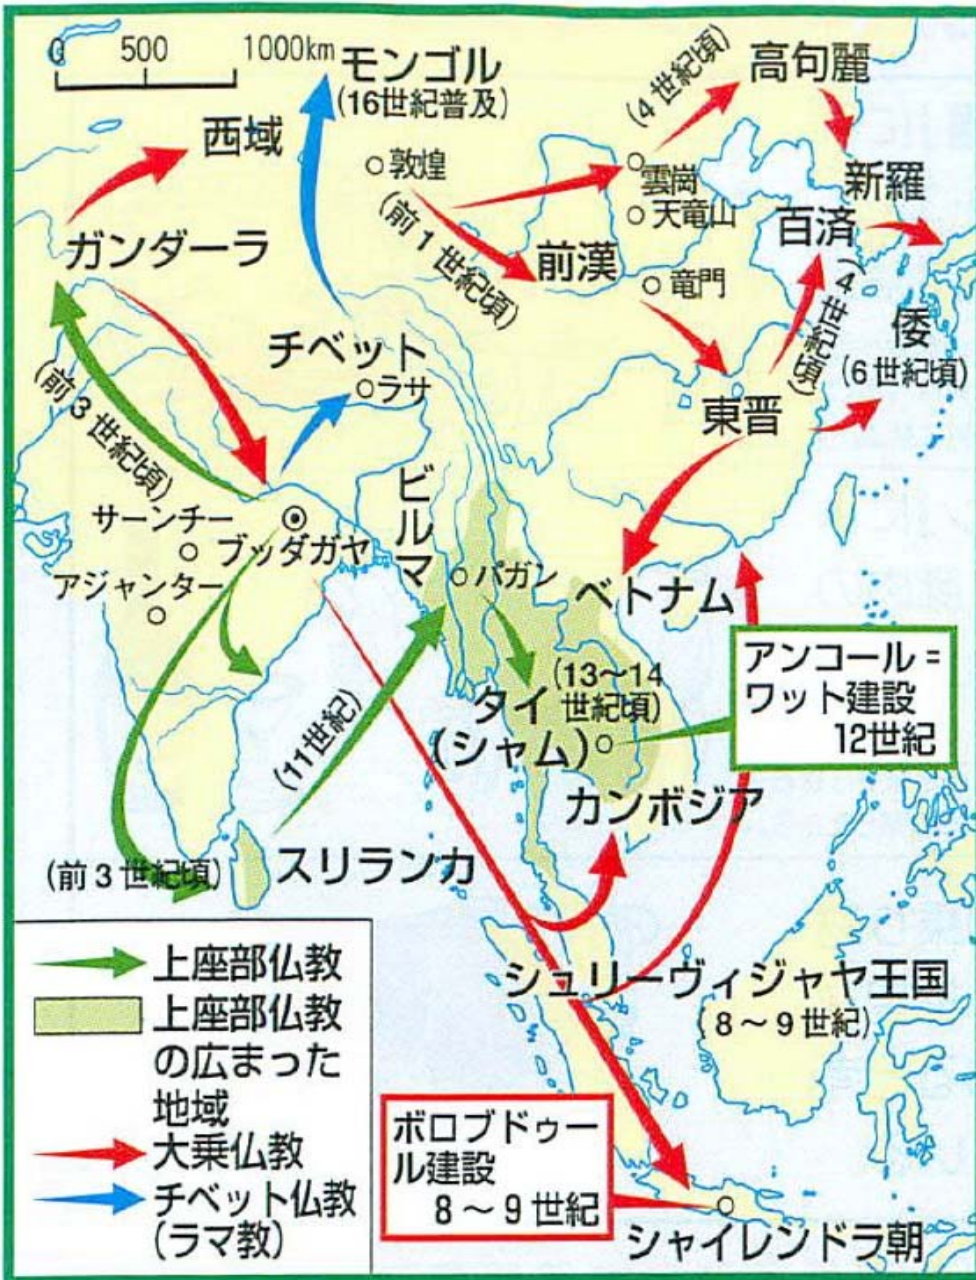 0 500 1000km
モンゴル
(16世紀普及)
西域
敦煌
(前1世紀頃)
(4世紀頃)
高句麗
雲崗
天竜山
新羅
百済
(4世紀頃)
前漢
竜門
倭
(6世紀頃)
ガンダーラ
(前3世紀頃)
チベット
ラサ
東晋
サーンチー
ブッダガヤ
アジャンター
ビルマ
パガン
ベトナム
(11世紀)
タイ
(シャム)
(13〜14
世紀頃)
アンコール=
ワット建設
12世紀
カンボジア
(前3世紀頃)
スリランカ
シュリーヴィジャヤ王国
(8〜9世紀)
上座部仏教
上座部仏教
の広まった
地域
大乗仏教
チベット仏教
(ラマ教)
ボロブドゥー
ル建設
8〜9世紀
シャイレンドラ朝